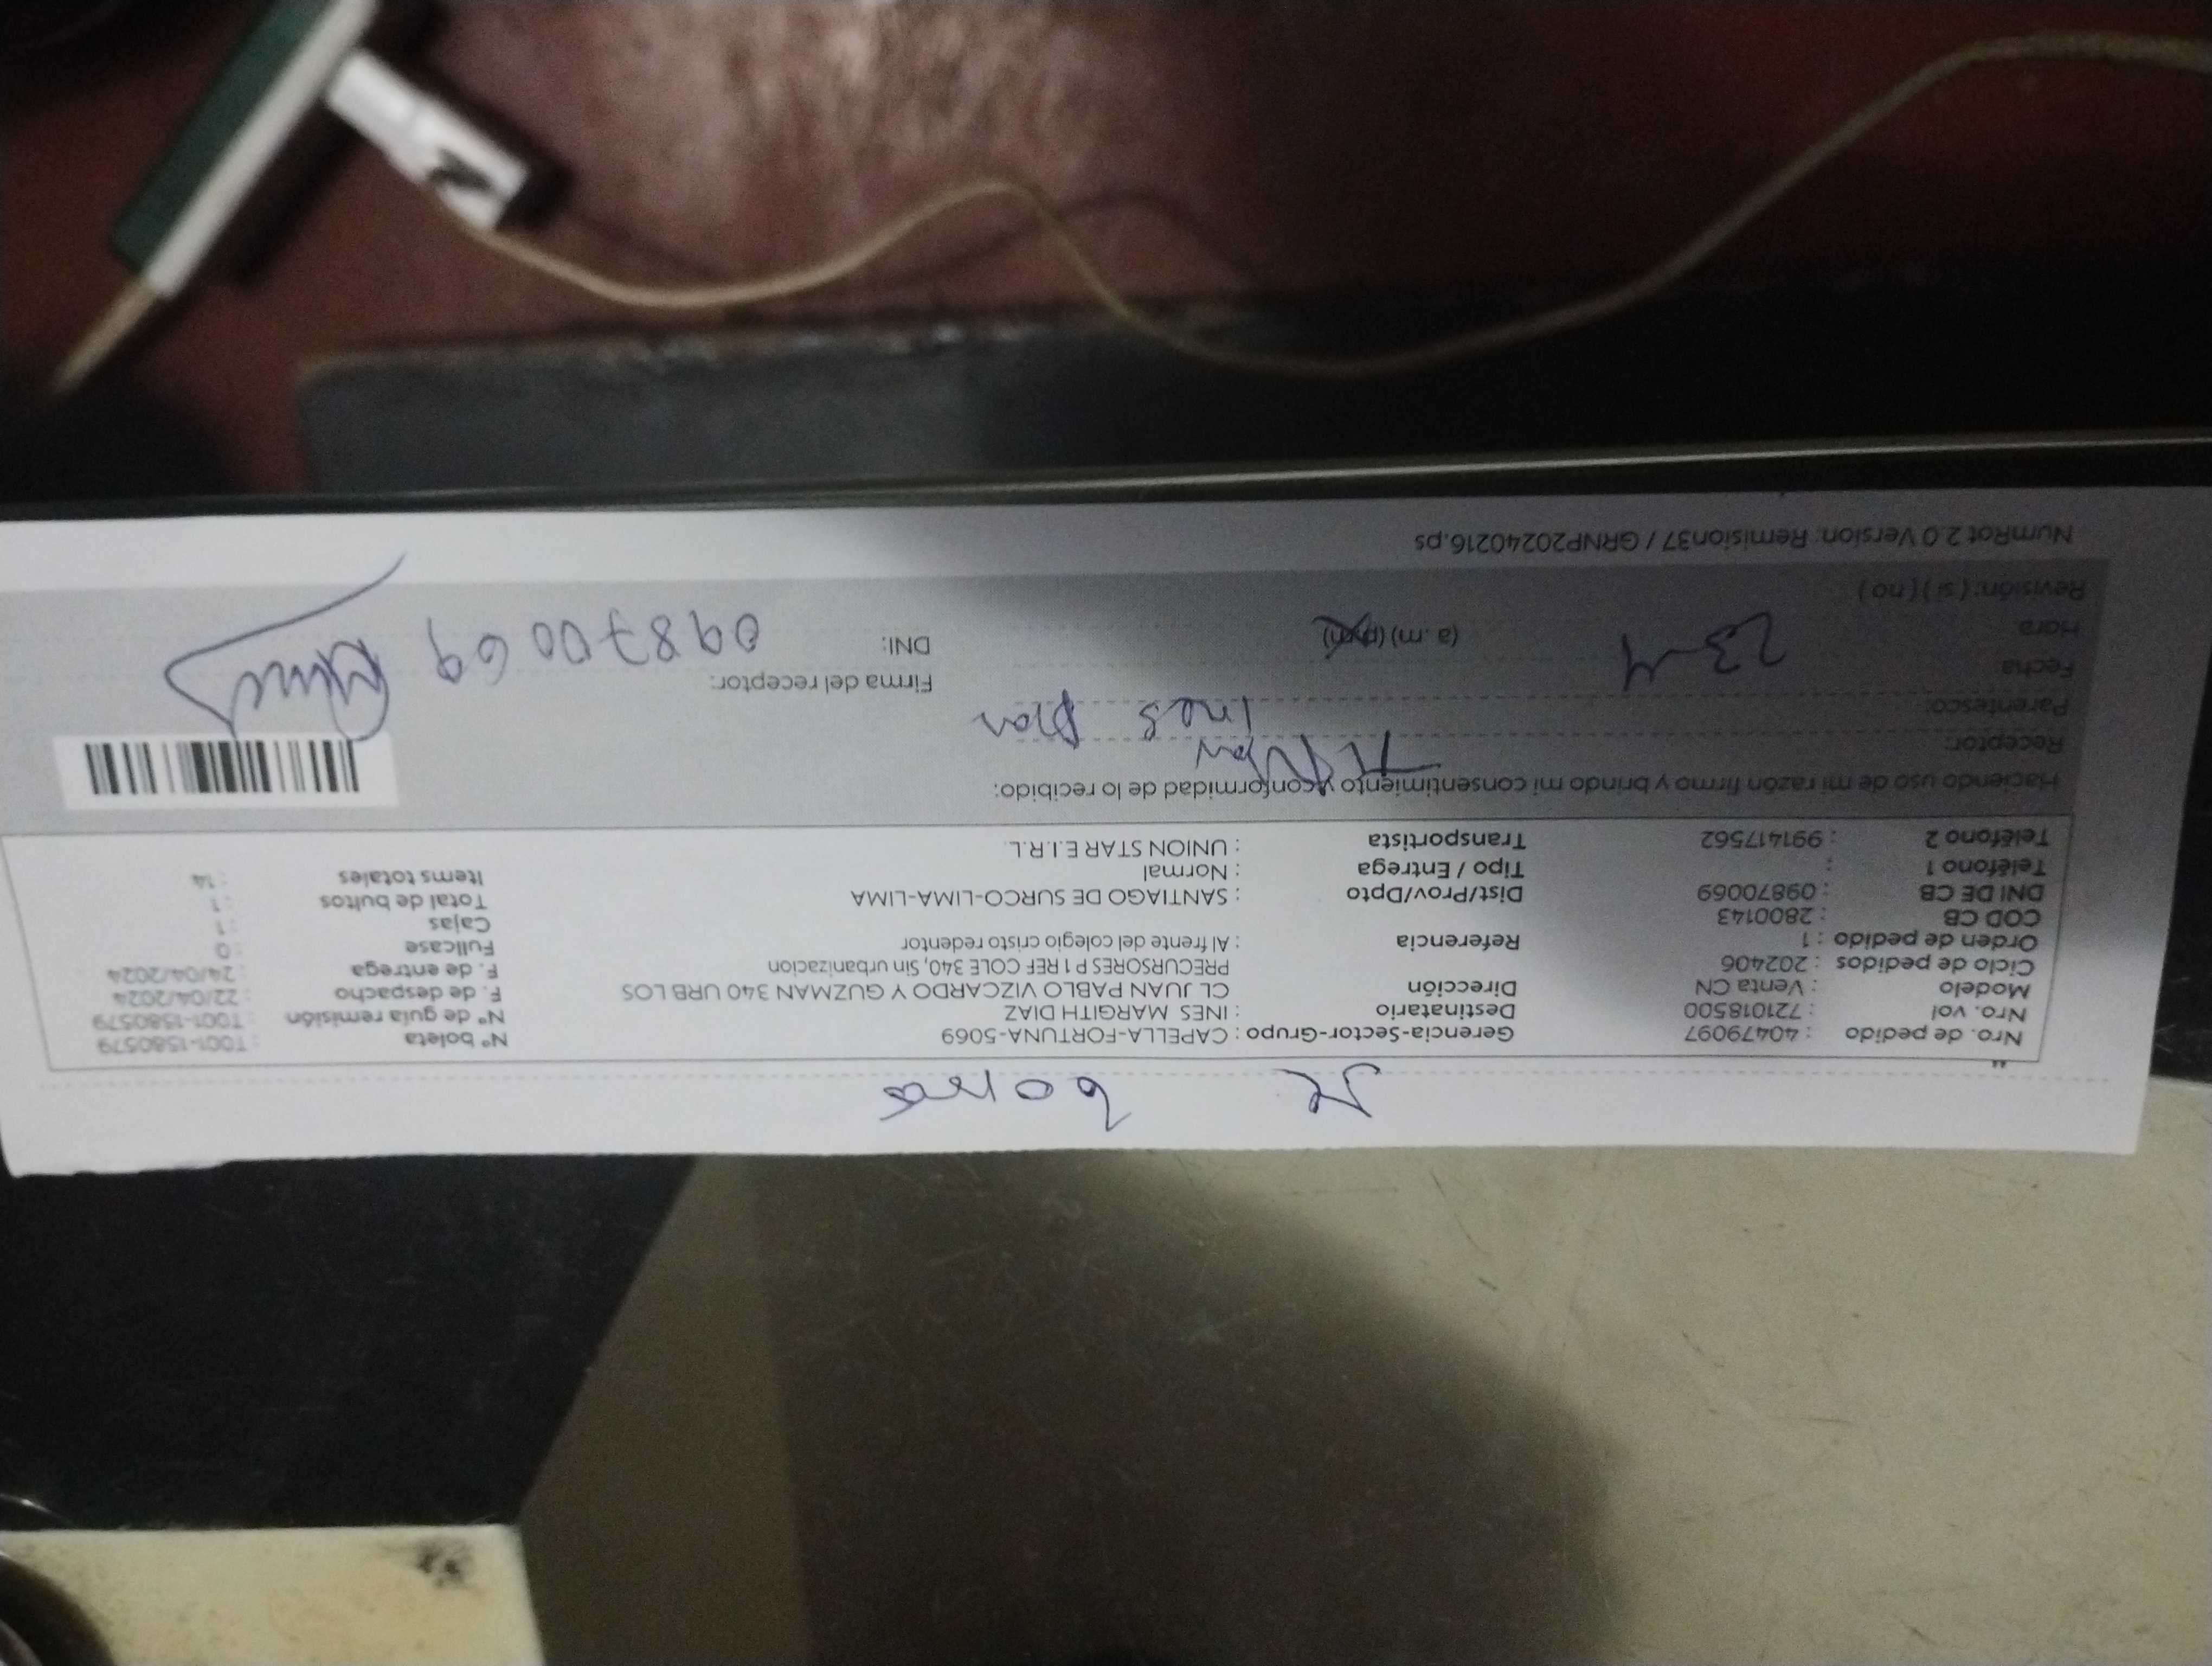 Nro. de pedido : 40479097 Gerencia-Sector-Grupo : CAPELLA-FORTUNA-5069 N° boleta : T001-1580579
Nro. vol : 721018500 Destinatario : INES MARGITH DIAZ N° de guía remisión : T001-1580579
Modelo : Venta CN Dirección CL JUAN PABLO VIZCARDO Y GUZMAN 340 URB LOS F. de despacho : 22/04/2024
Ciclo de pedidos : 202406 PRECURSORES P 1 REF COLE 340, Sin urbanizacion F. de entrega : 24/04/2024
Orden de pedido : 1 Referencia : Al frente del colegio cristo redentor Fullcase : 0
COD CB : 2800143 Cajas : 1
DNI DE CB : 09870069 Dist/Prov/Dpto : SANTIAGO DE SURCO-LIMA-LIMA Total de bultos : 1
Teléfono 1 : Tipo / Entrega : Normal Items totales : 14
Teléfono 2 : 991417562 Transportista : UNION STAR E.I.R.L.
Haciendo uso de mi razón firmo y brindo mi consentimiento y conformidad de lo recibido:
Receptor:
Parentesco: Ines
Fecha: 23-4 Firma del receptor:
Hora: (a. m) (p.m) DNI: 09870069
Revisión: ( si ) ( no )
NumRot 2.0 Version: Remision37 / GRNP20240216.ps